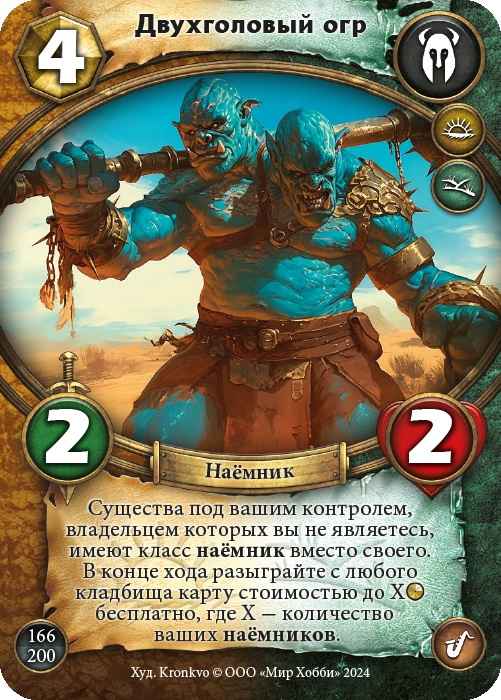 Двухголовый огр
4
2
2
Наёмник
Существа под вашим контролем,
владельцем которых вы не являетесь,
имеют класс наёмник вместо своего.
В конце хода разыграйте с любого
кладбища карту стоимостью до X
бесплатно, где X — количество
ваших наёмников.
166
200
Худ. Kronkvo © ООО «Мир Хобби» 2024